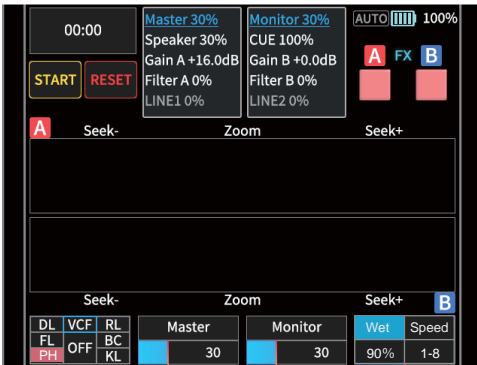 00:00
START RESET
Master 30%
Speaker 30%
Gain A +16.0dB
Filter A 0%
LINE1 0%
Monitor 30%
CUE 100%
Gain B +0.0dB
Filter B 0%
LINE2 0%
AUTO 100%
A FX B
A Seek- Zoom Seek+
Seek- Zoom Seek+ B
DL VCF RL
FL OFF BC
PH KL
Master
30
Monitor
30
Wet Speed
90% 1-8